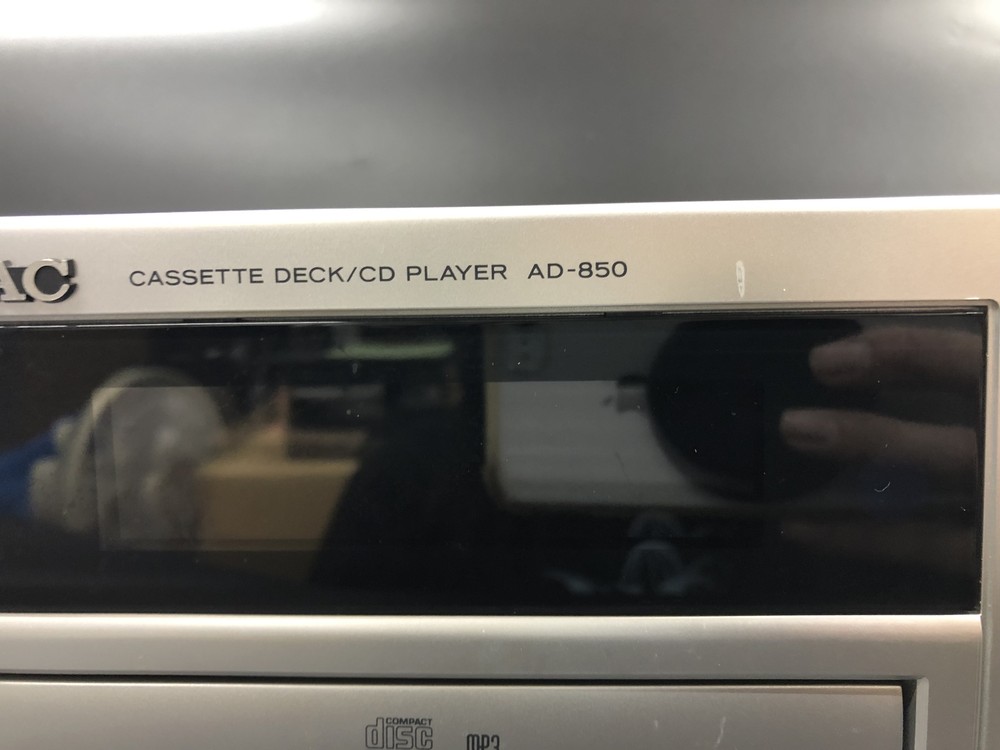 AC CASSETTE DECK/CD PLAYER AD-850
COMPACT
disc
MP3